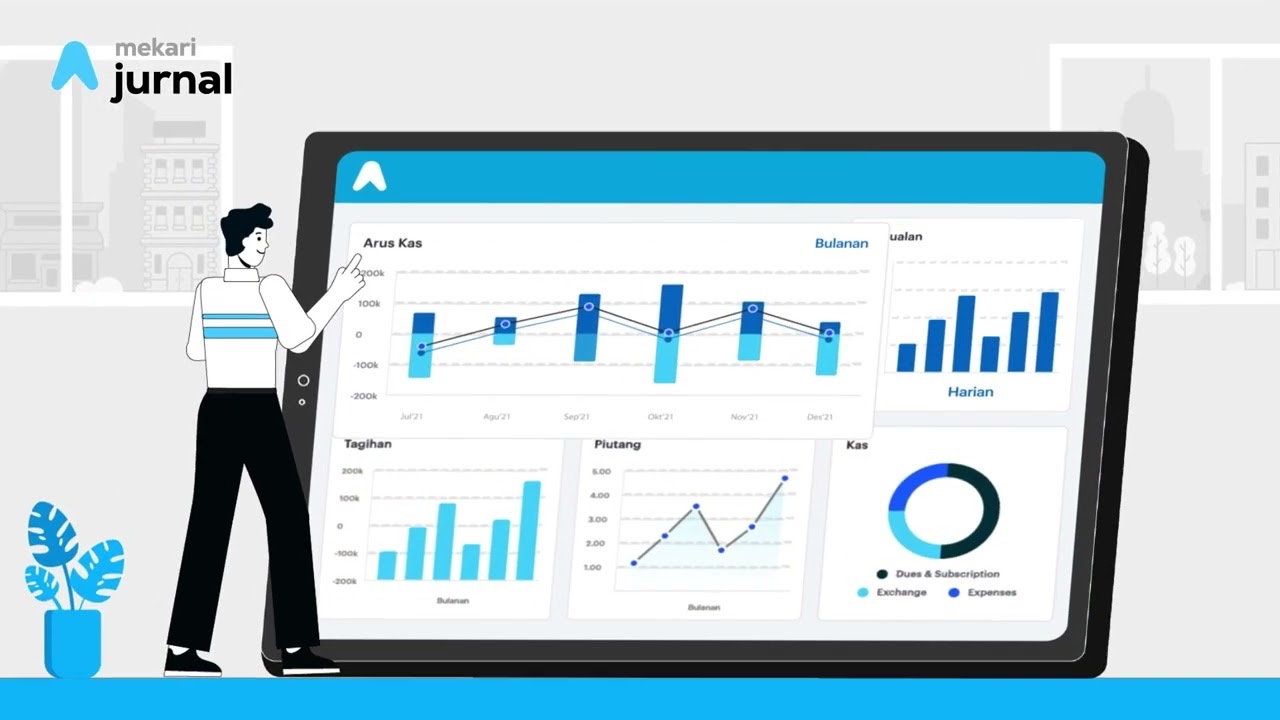 mekari
jurnal
Arus Kas
Bulanan
200k
100k
0
-100k
-200k
Jul'21
Agu'21
Sep'21
Okt'21
Nov'21
Des'21
ualan
Harian
Tagihan
200k
100k
0
-100k
-200k
Bulanan
Piutang
5.00
4.00
3.00
2.00
1.00
Bulanan
Kas
Dues & Subscription
Exchange
Expenses